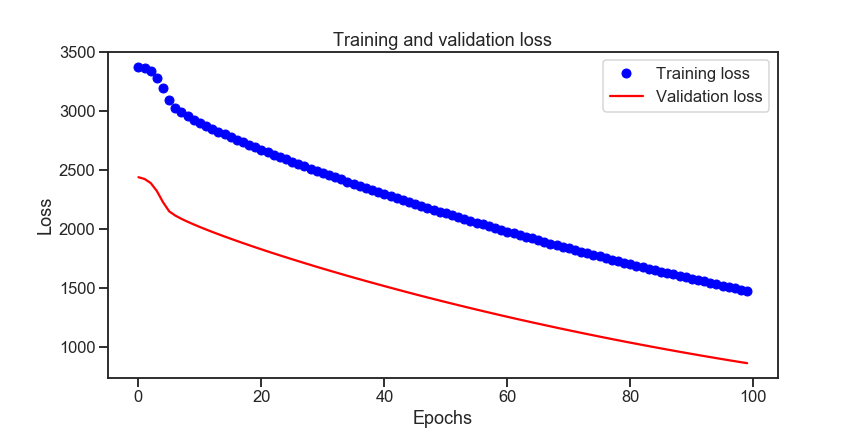 Training and validation loss
3500
3000
2500
2000
1500
1000
Loss
Training loss
Validation loss
0 20 40 60 80 100
Epochs